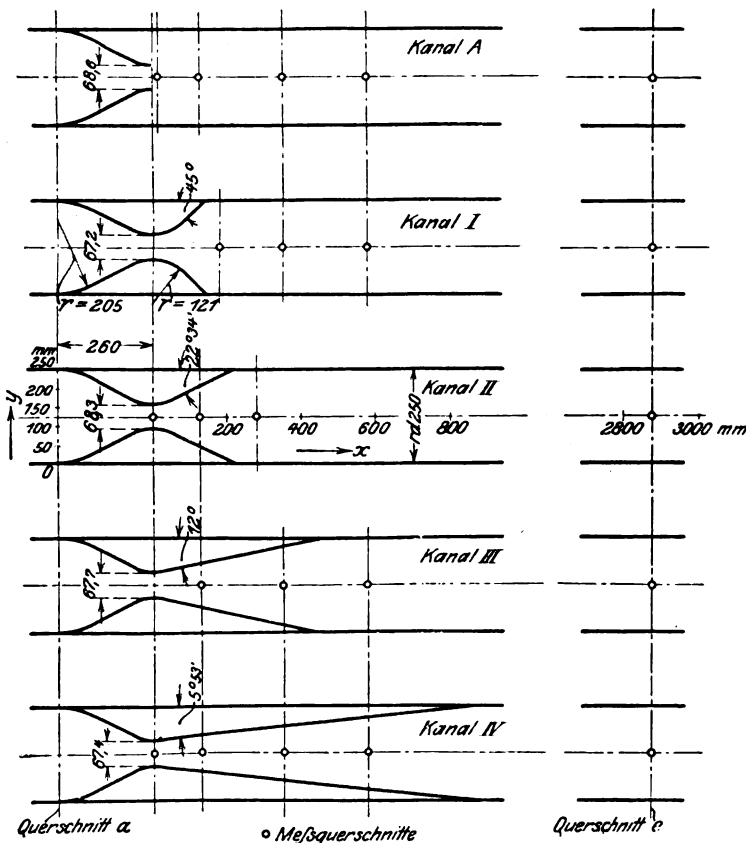 Kanal A
68,6
45°
Kanal I
67,2
r = 205
r = 121
260
mm
250
200
150
100
50
0
y
68,3
22°34'
Kanal II
rd 250
200
400
600
800
x
2800
3000 mm
12°
Kanal III
67,7
5°53'
Kanal IV
67,4
Querschnitt a
Meßquerschnitte
Querschnitt e